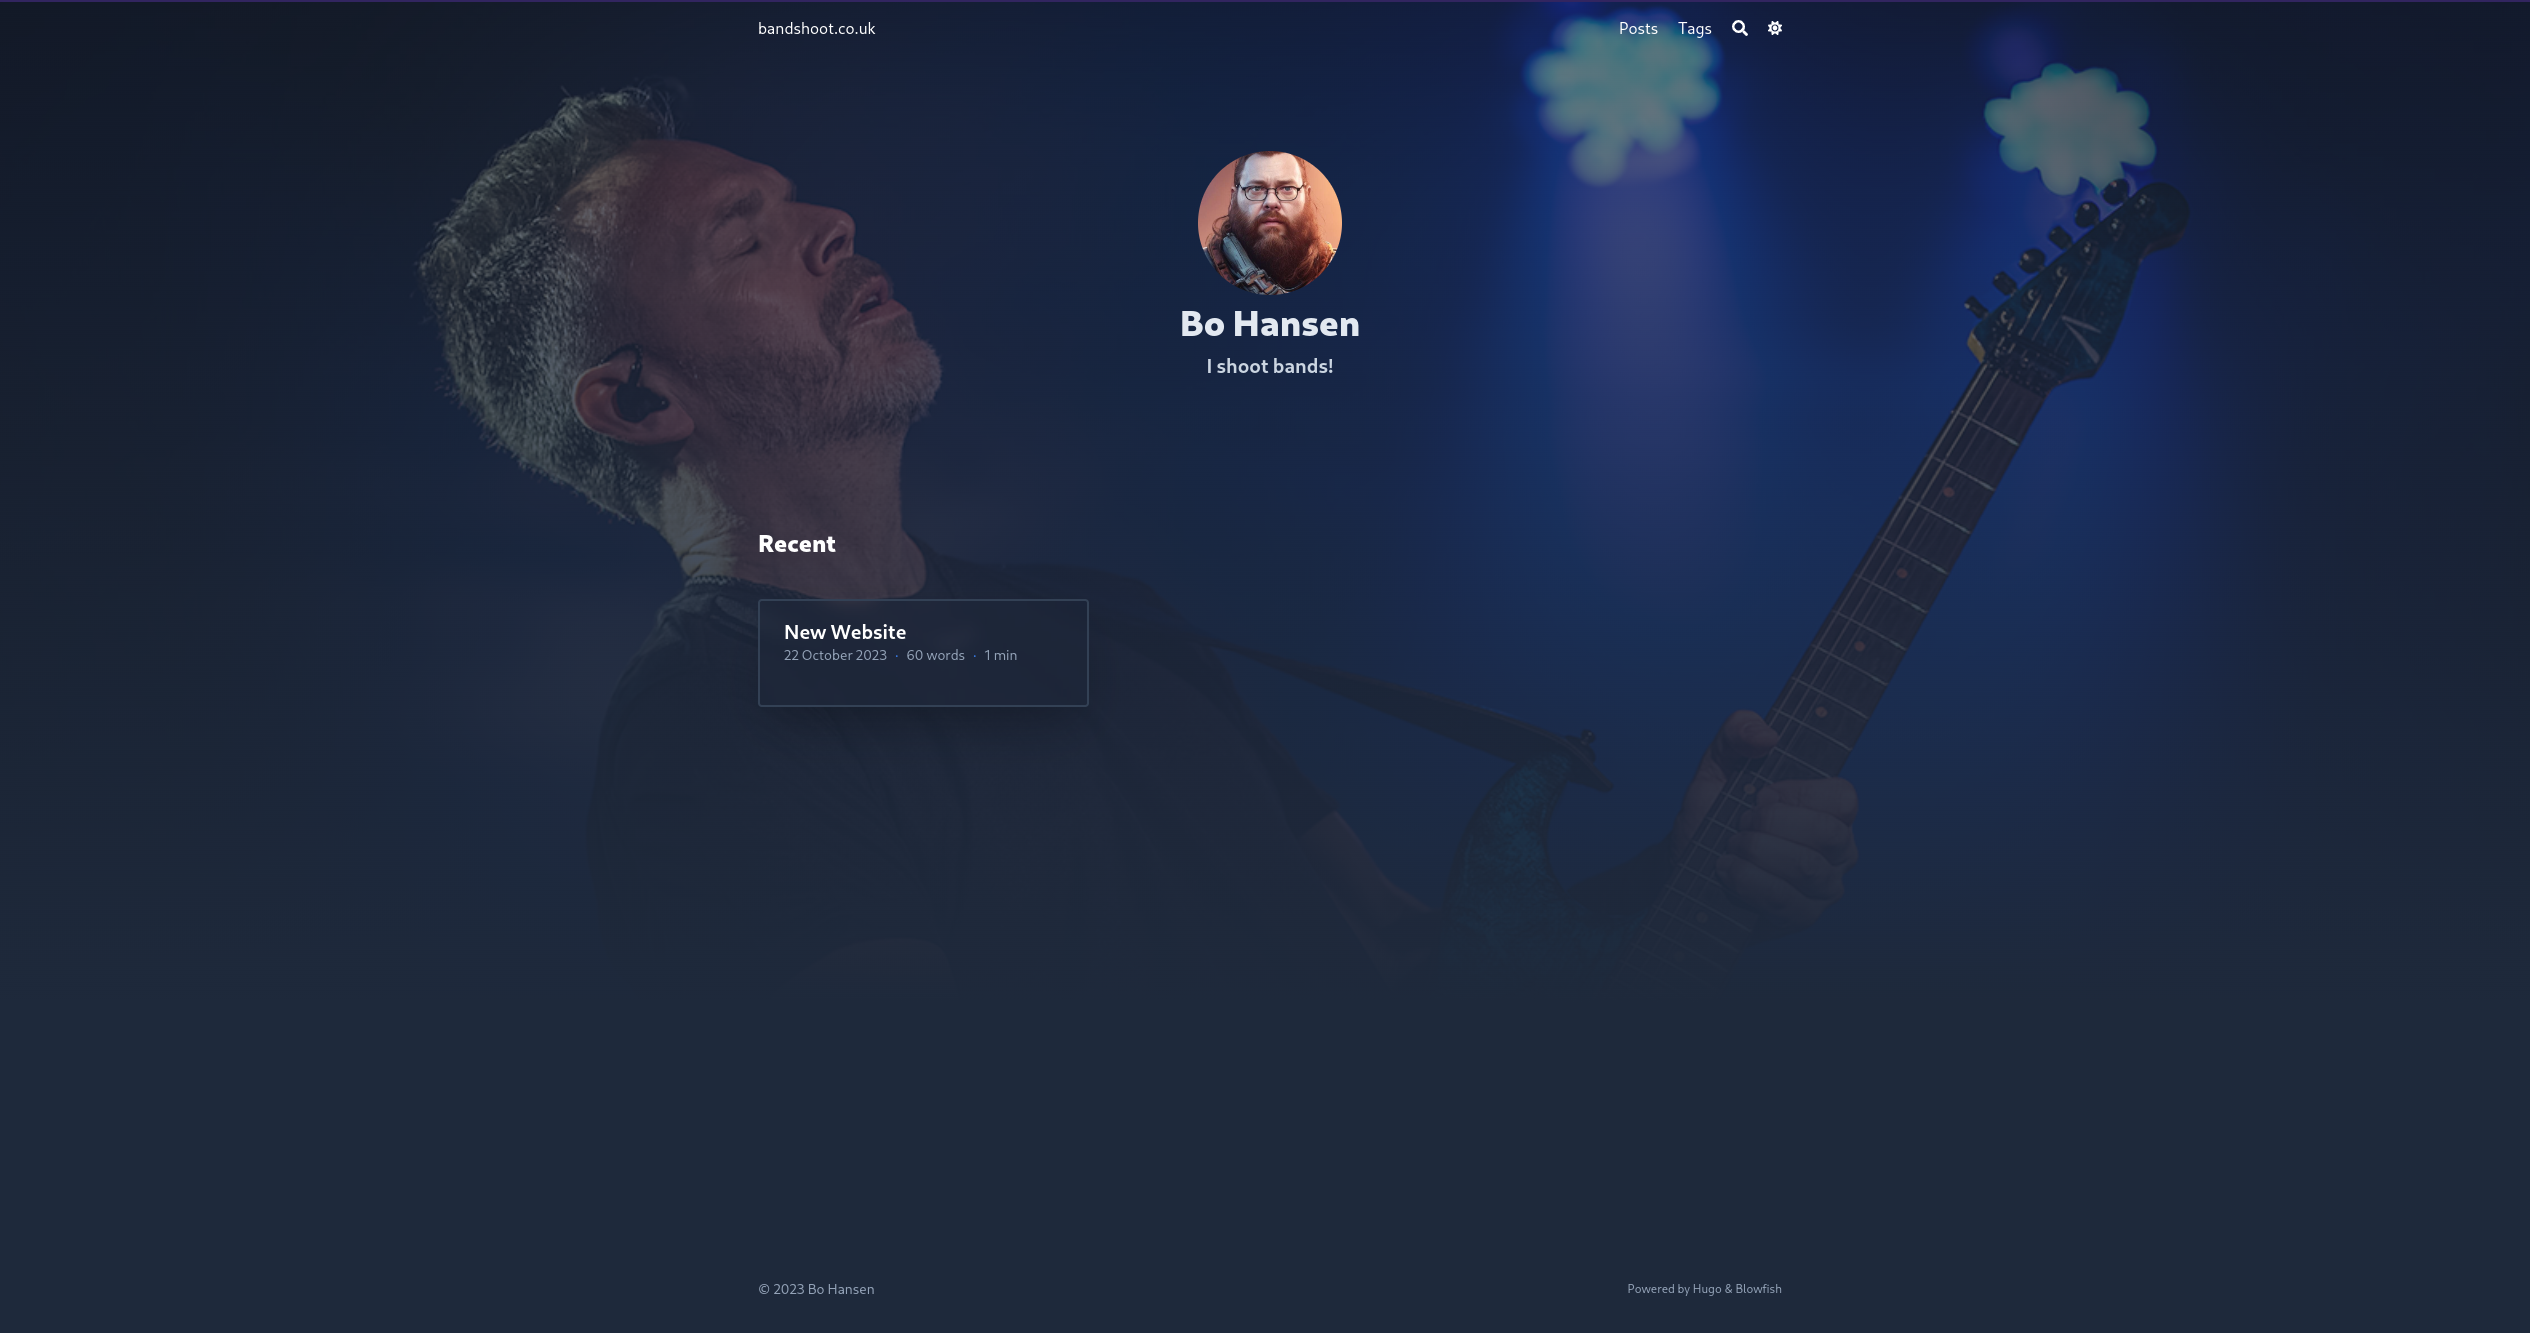 bandshoot.co.uk
Posts Tags
Bo Hansen
I shoot bands!
Recent
New Website
22 October 2023 · 60 words · 1 min
© 2023 Bo Hansen
Powered by Hugo & Blowfish